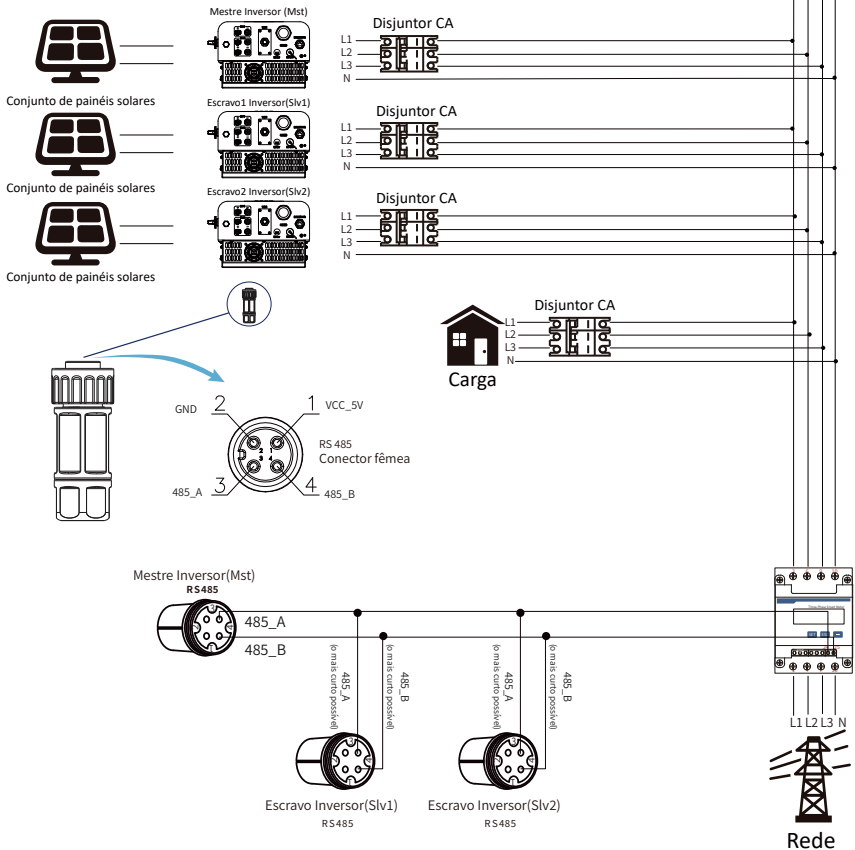 Mestre Inversor (Mst)
Disjuntor CA
L1
L2
L3
N
Conjunto de painéis solares
Escravo1 Inversor(Slv1)
Disjuntor CA
L1
L2
L3
N
Conjunto de painéis solares
Escravo2 Inversor(Slv2)
Disjuntor CA
L1
L2
L3
N
Conjunto de painéis solares
Disjuntor CA
L1
L2
L3
N
Carga
GND 2
1 VCC_5V
2 1
3 4
RS 485
Conector fêmea
485_A 3
4 485_B
Mestre Inversor(Mst)
RS485
485_A
485_B
485_A
(o mais curto possível)
485_B
(o mais curto possível)
485_A
(o mais curto possível)
485_B
(o mais curto possível)
Escravo Inversor(Slv1)
RS485
Escravo Inversor(Slv2)
RS485
L1 L2 L3 N
Rede